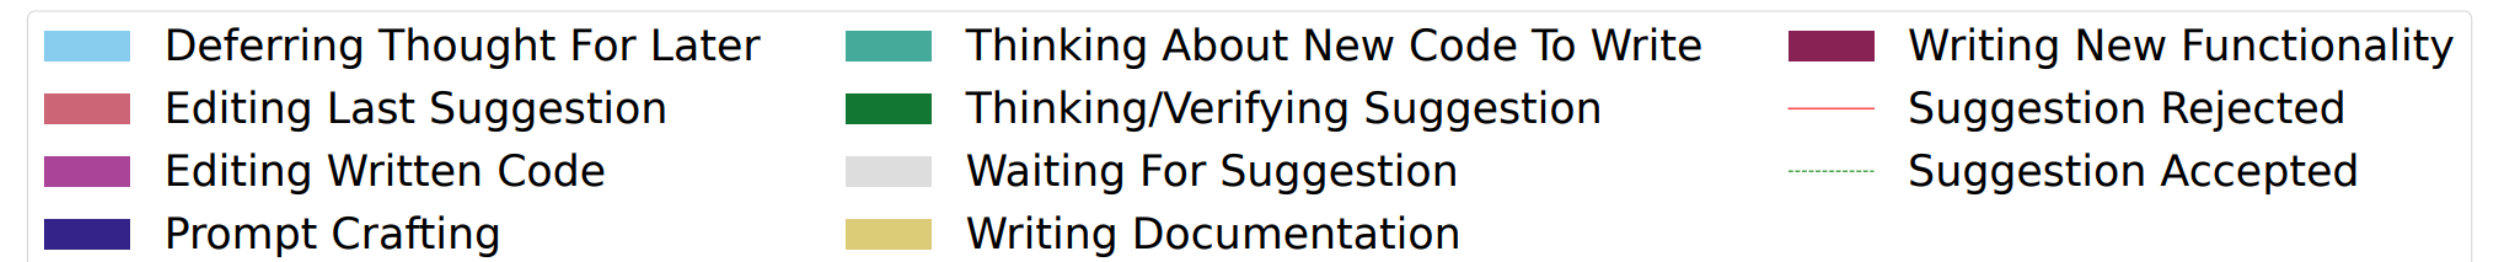 Deferring Thought For Later
Editing Last Suggestion
Editing Written Code
Prompt Crafting
Thinking About New Code To Write
Thinking/Verifying Suggestion
Waiting For Suggestion
Writing Documentation
Writing New Functionality
Suggestion Rejected
Suggestion Accepted